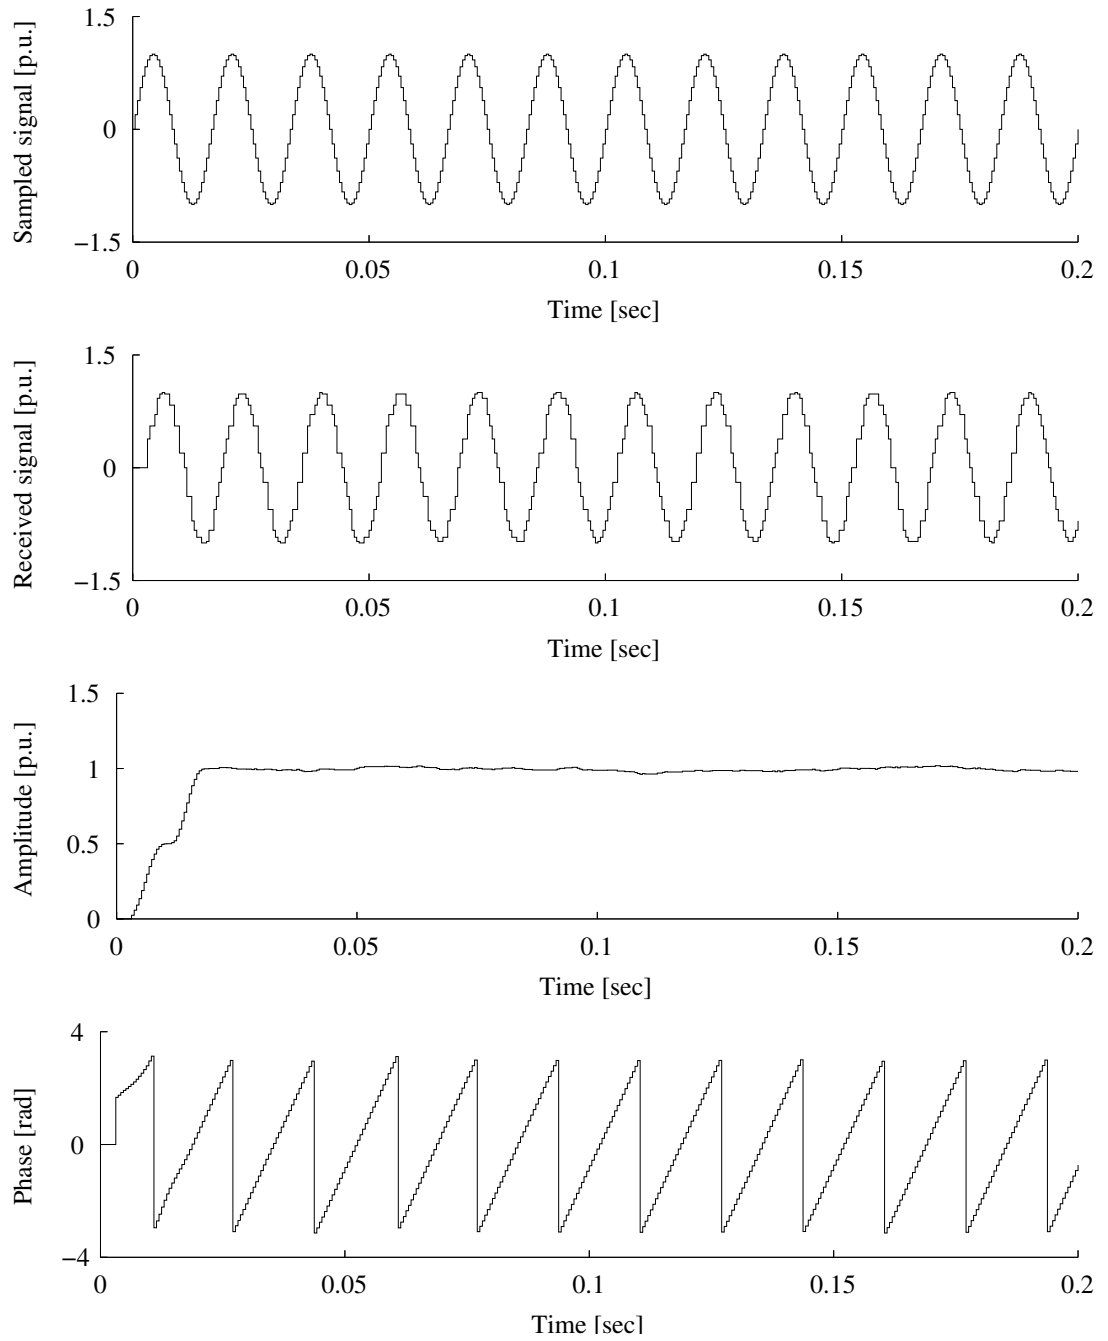 1.5
Sampled signal [p.u.]
0
−1.5
0 0.05 0.1 0.15 0.2
Time [sec]
1.5
Received signal [p.u.]
0
−1.5
0 0.05 0.1 0.15 0.2
Time [sec]
1.5
Amplitude [p.u.]
1
0.5
0
0 0.05 0.1 0.15 0.2
Time [sec]
4
Phase [rad]
0
−4
0 0.05 0.1 0.15 0.2
Time [sec]